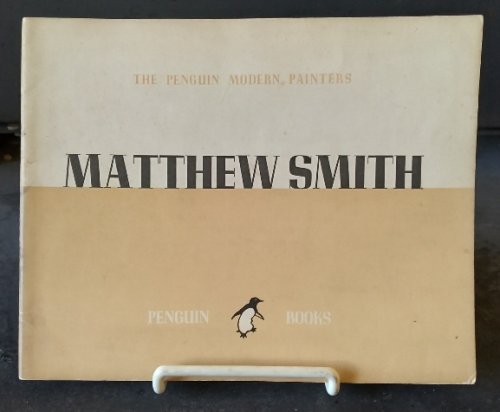 THE PENGUIN MODERN PAINTERS
MATTHEW SMITH
PENGUIN BOOKS